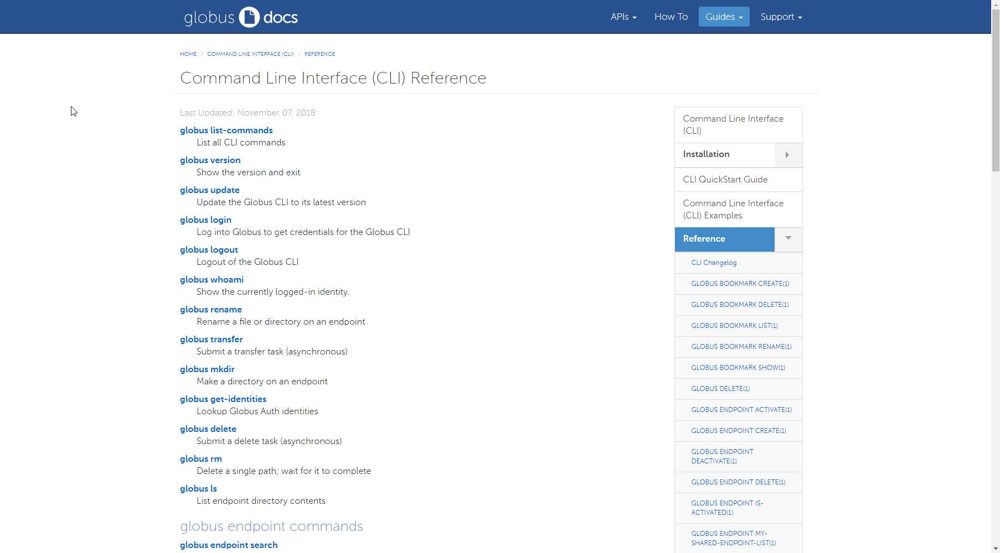 globus docs
APIs How To Guides Support
HOME / COMMAND LINE INTERFACE (CLI) / REFERENCE
Command Line Interface (CLI) Reference
Last Updated: November 07, 2018
globus list-commands
List all CLI commands
globus version
Show the version and exit
globus update
Update the Globus CLI to its latest version
globus login
Log into Globus to get credentials for the Globus CLI
globus logout
Logout of the Globus CLI
globus whoami
Show the currently logged-in identity.
globus rename
Rename a file or directory on an endpoint
globus transfer
Submit a transfer task (asynchronous)
globus mkdir
Make a directory on an endpoint
globus get-identities
Lookup Globus Auth identities
globus delete
Submit a delete task (asynchronous)
globus rm
Delete a single path; wait for it to complete
globus ls
List endpoint directory contents
globus endpoint commands
globus endpoint search
Command Line Interface
(CLI)
Installation
CLI QuickStart Guide
Command Line Interface
(CLI) Examples
Reference
CLI Changelog
GLOBUS BOOKMARK CREATE(1)
GLOBUS BOOKMARK DELETE(1)
GLOBUS BOOKMARK LIST(1)
GLOBUS BOOKMARK RENAME(1)
GLOBUS BOOKMARK SHOW(1)
GLOBUS DELETE(1)
GLOBUS ENDPOINT ACTIVATE(1)
GLOBUS ENDPOINT CREATE(1)
GLOBUS ENDPOINT
DEACTIVATE(1)
GLOBUS ENDPOINT DELETE(1)
GLOBUS ENDPOINT IS-
ACTIVATED(1)
GLOBUS ENDPOINT MY-
SHARED-ENDPOINT-LIST(1)